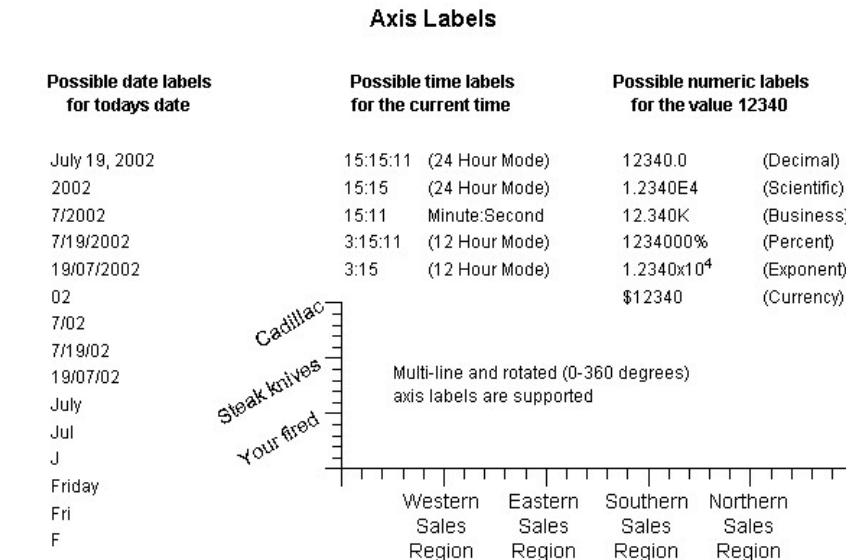 Axis Labels
Possible date labels
for todays date
July 19, 2002
2002
7/2002
7/19/2002
19/07/2002
02
7/02
7/19/02
19/07/02
July
Jul
J
Friday
Fri
F
Possible time labels
for the current time
15:15:11 (24 Hour Mode)
15:15 (24 Hour Mode)
15:11 Minute:Second
3:15:11 (12 Hour Mode)
3:15 (12 Hour Mode)
Possible numeric labels
for the value 12340
12340.0 (Decimal)
1.2340E4 (Scientific)
12.340K (Business)
1234000% (Percent)
1.2340x10⁴ (Exponent)
$12340 (Currency)
Cadillac
Steak knives
Your fired
Multi-line and rotated (0-360 degrees)
axis labels are supported
Western
Sales
Region
Eastern
Sales
Region
Southern
Sales
Region
Northern
Sales
Region